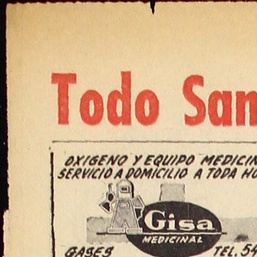 Todo San
OXIGENO Y EQUIPO MEDICIN
SERVICIO A DOMICILIO A TODA HO
Gisa
MEDICINAL
GASES TEL. 54